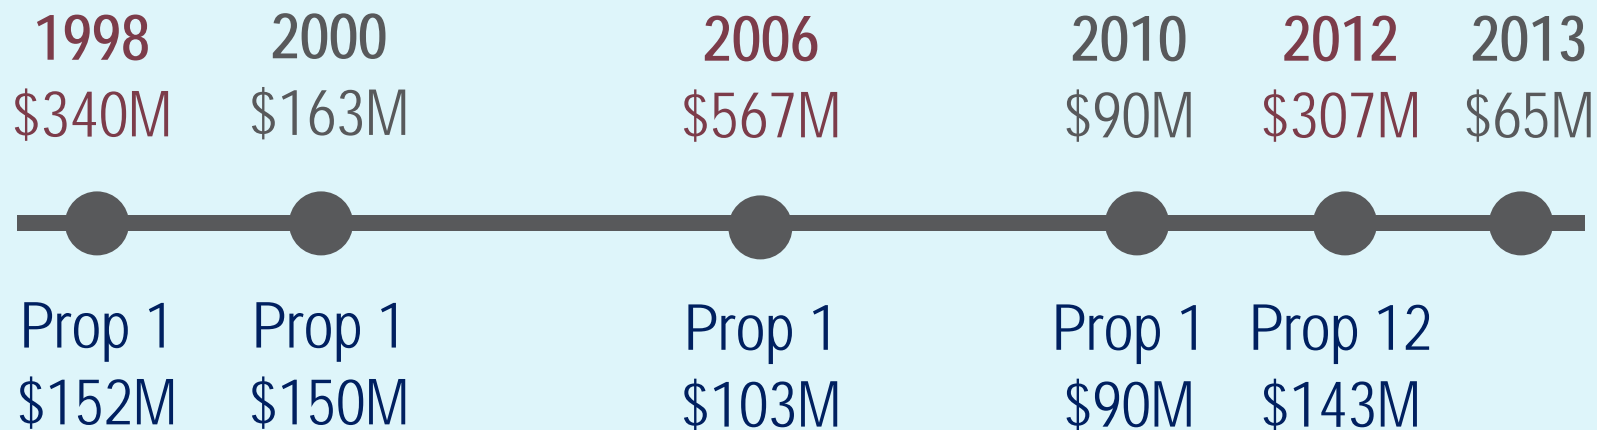 1998 2000 2006 2010 2012 2013
$340M $163M $567M $90M $307M $65M
Prop 1 Prop 1 Prop 1 Prop 1 Prop 12
$152M $150M $103M $90M $143M